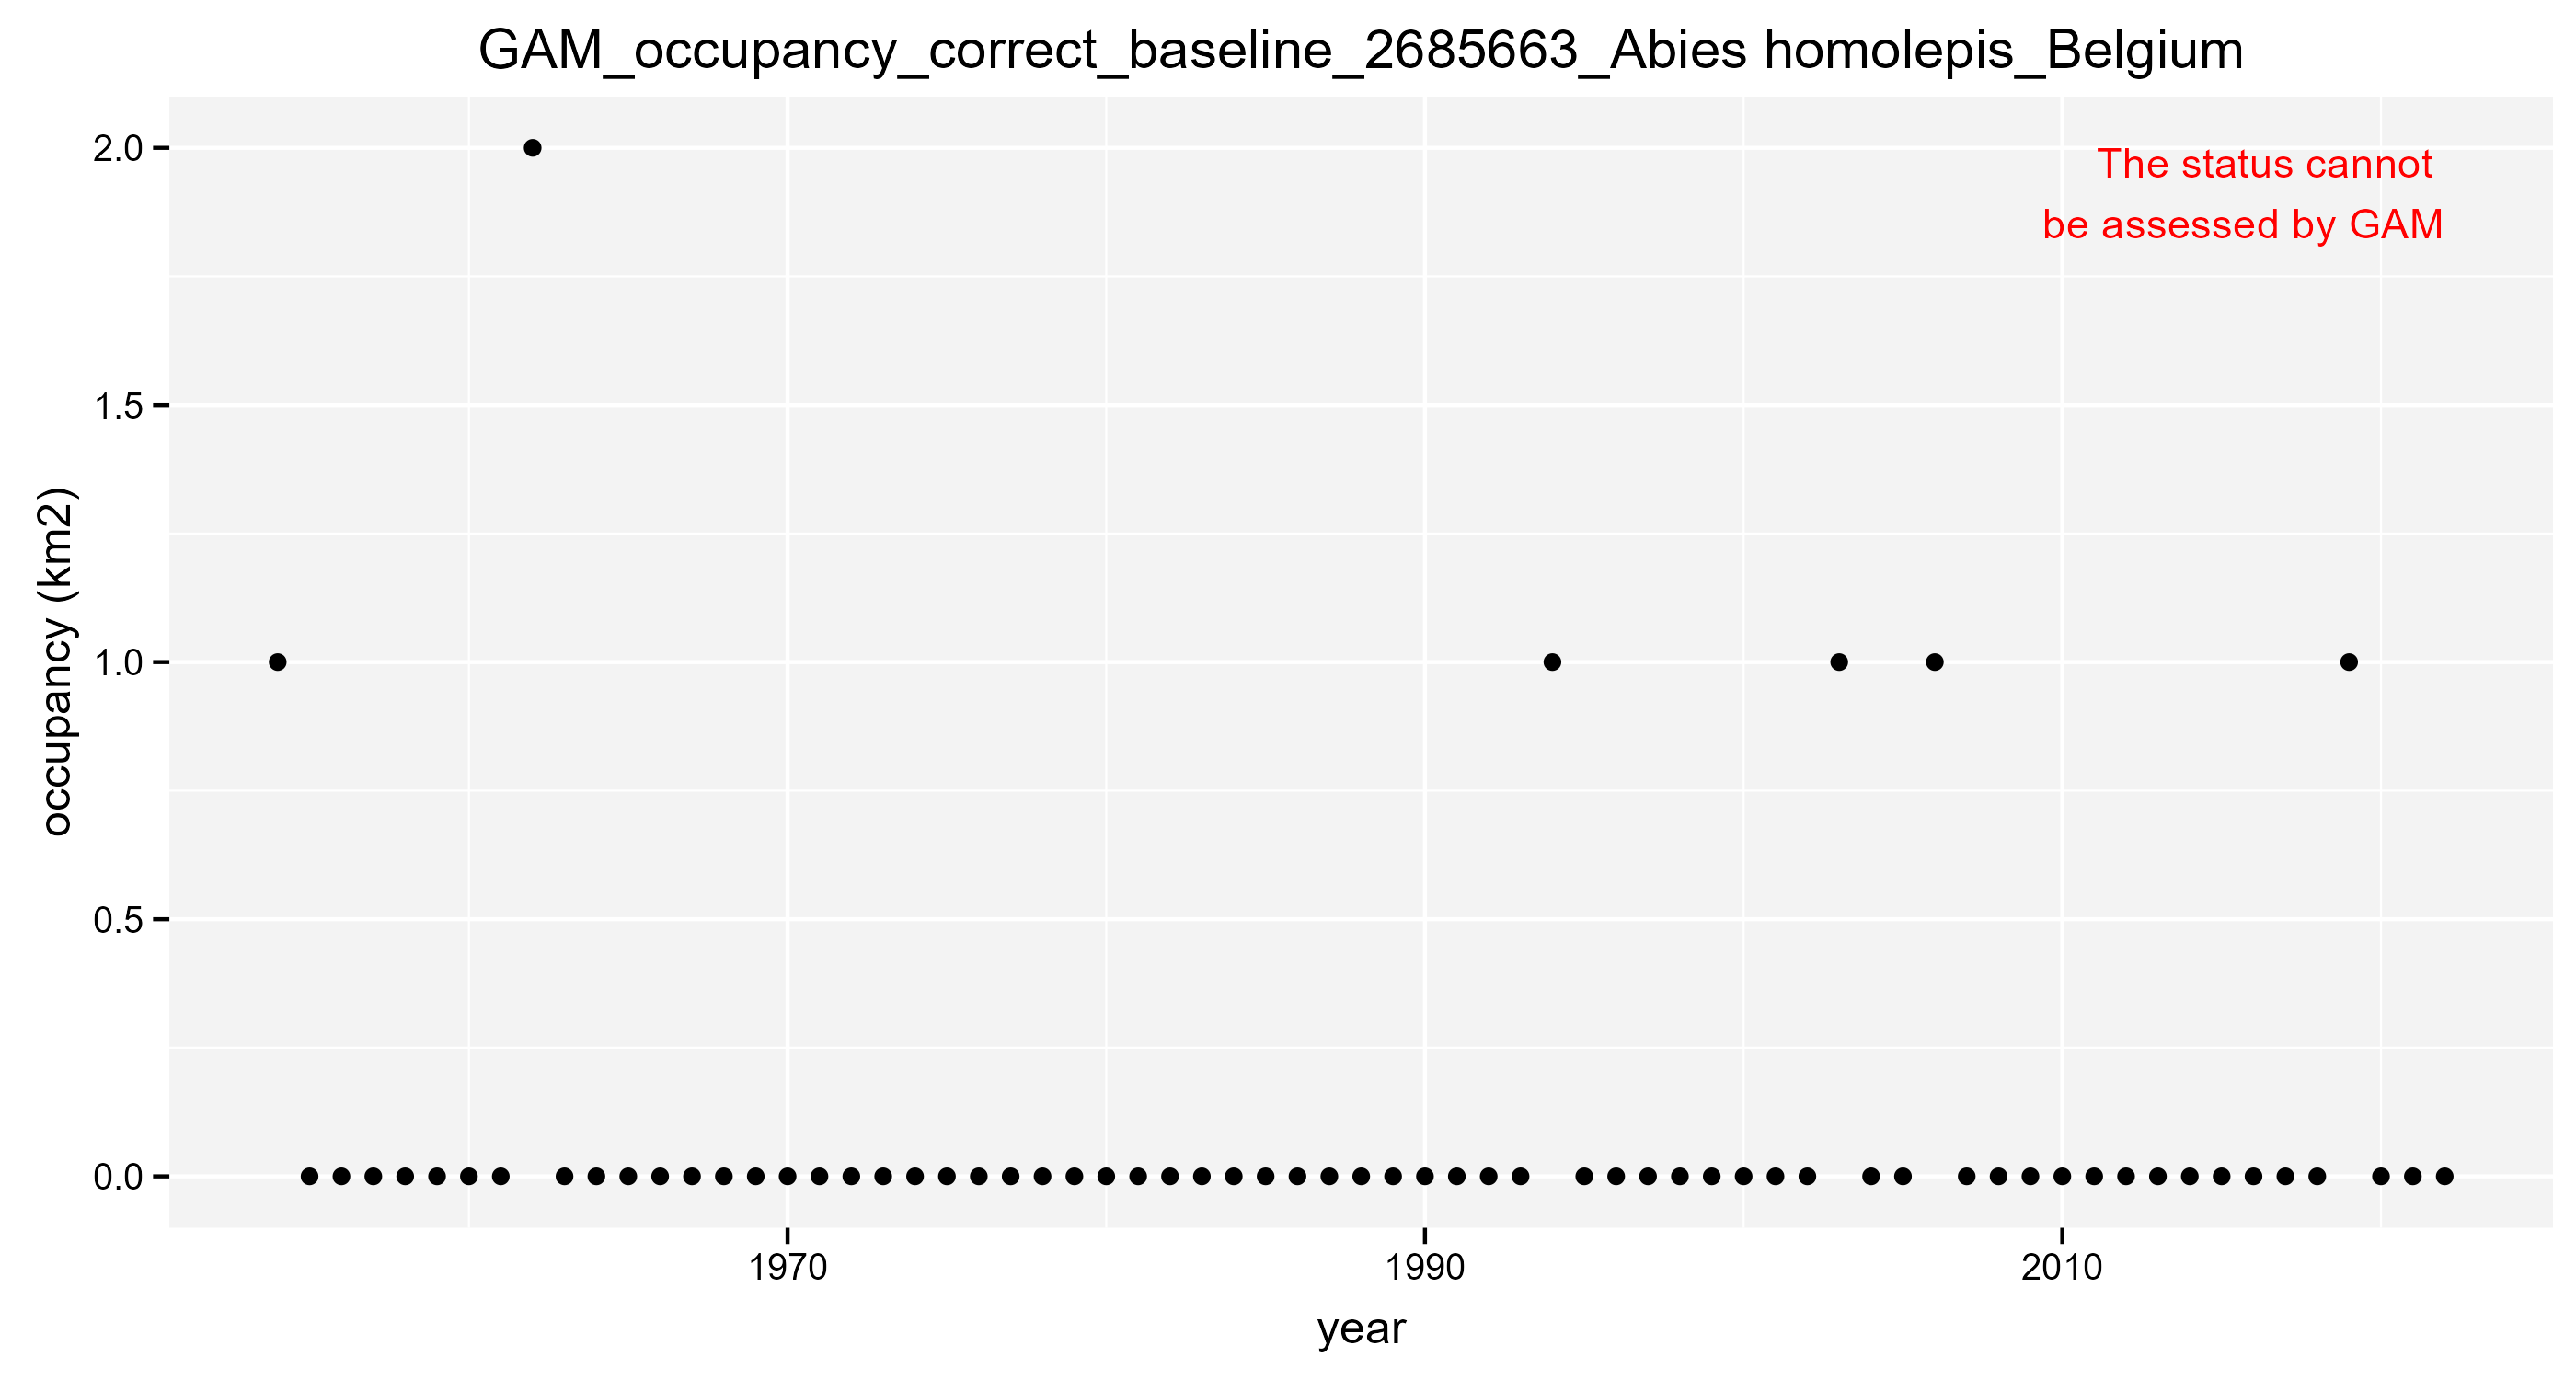 GAM_occupancy_correct_baseline_2685663_Abies homolepis_Belgium
The status cannot
be assessed by GAM
2.0
1.5
1.0
0.5
0.0
occupancy (km2)
1970
1990
2010
year